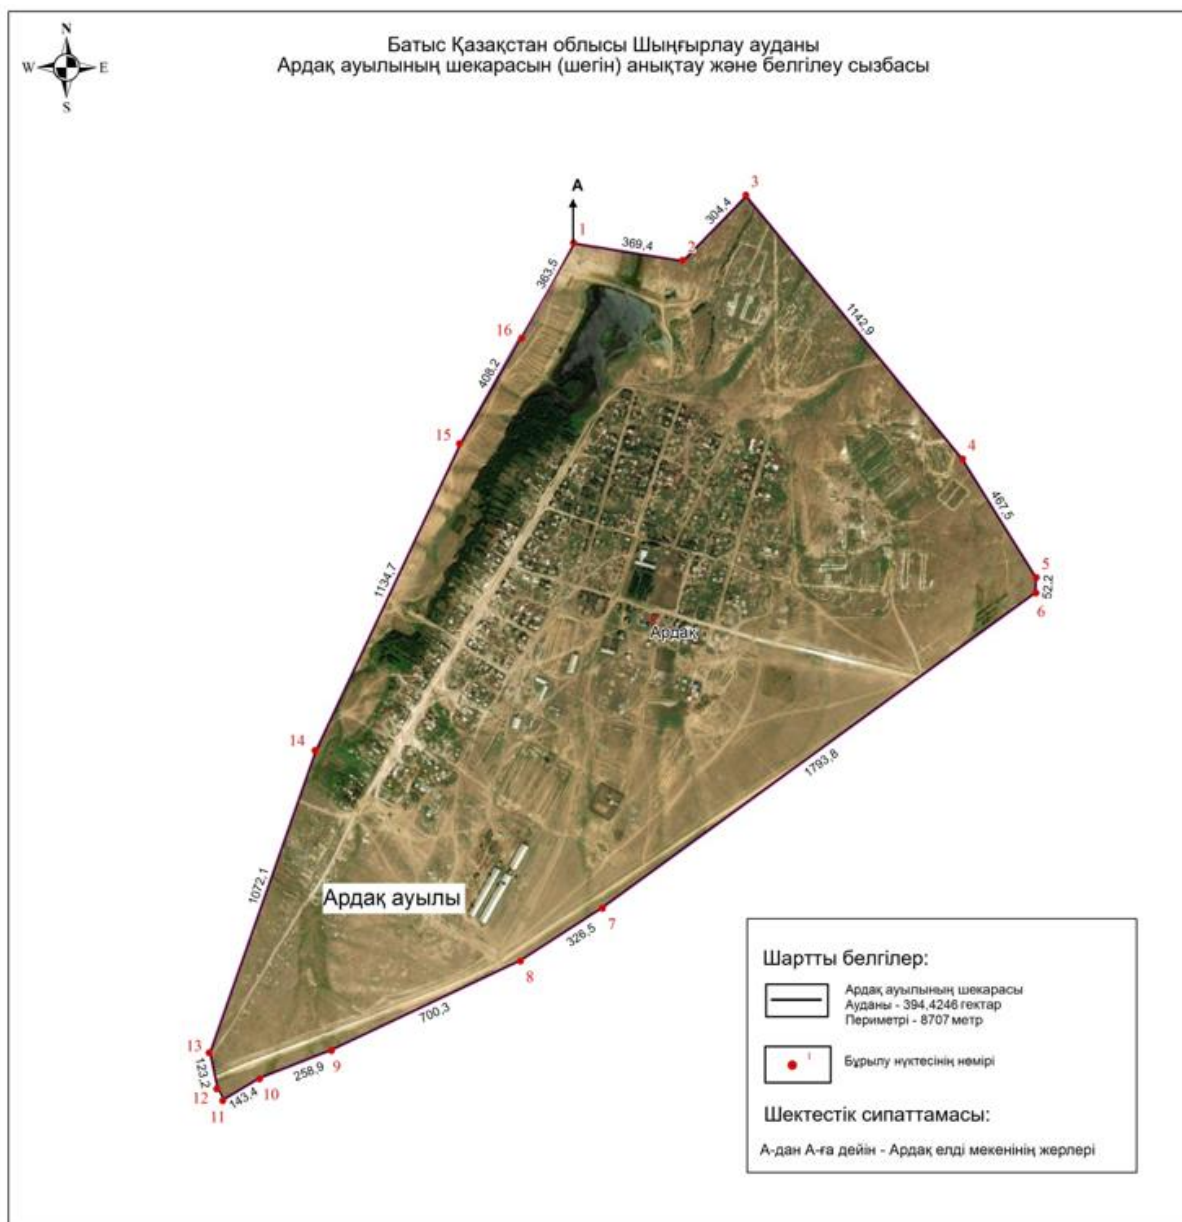 N
W E
S
Батыс Қазақстан облысы Шыңғырлау ауданы
Ардақ ауылының шекарасын (шегін) анықтау және белгілеу сызбасы
A
1
2
3
369,4
304,4
363,5
16
408,2
15
1142,9
4
467,5
5
52,2
6
1134,7
Ардақ
14
1793,8
1072,1
Ардақ ауылы
7
326,5
8
700,3
13
9
258,9
123,2
10
12
143,4
11
Шартты белгілер:
Ардақ ауылының шекарасы
Ауданы - 394,4246 гектар
Периметрі - 8707 метр
1
Бұрылу нүктесінің нөмірі
Шектестік сипаттамасы:
А-дан А-ға дейін - Ардақ елді мекенінің жерлері